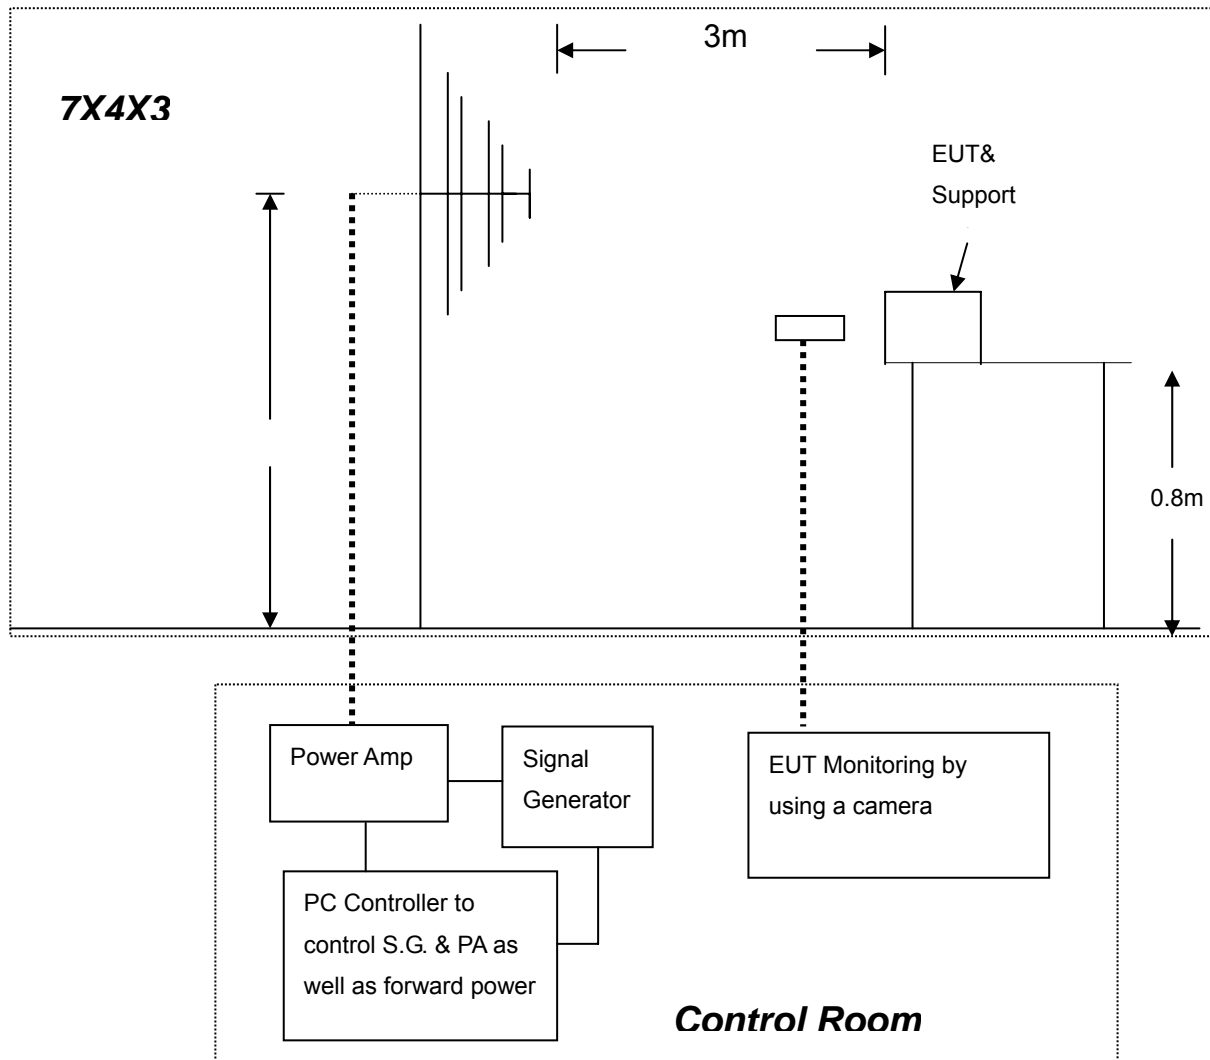 3m
7X4X3
EUT&
Support
0.8m
Power Amp
Signal
Generator
EUT Monitoring by
using a camera
PC Controller to
control S.G. & PA as
well as forward power
Control Room